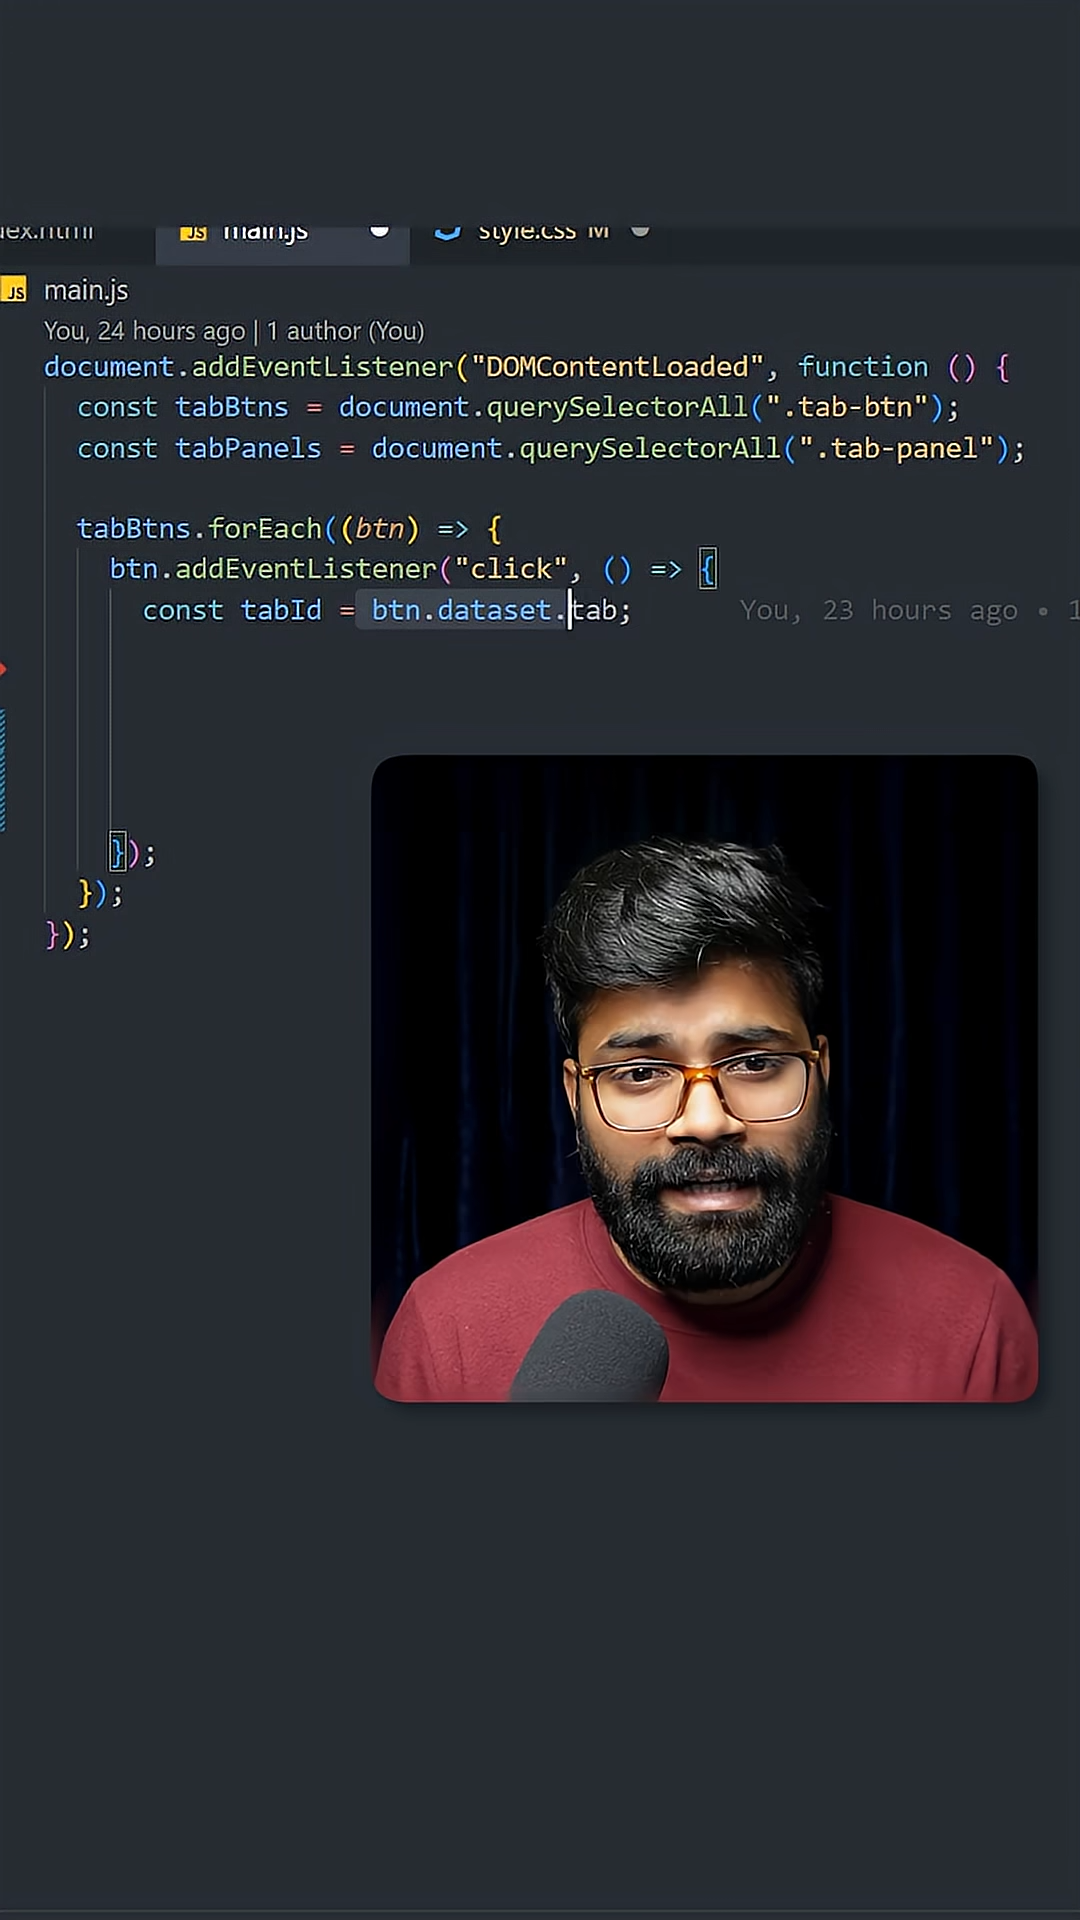 main.js style.css M
JS main.js
You, 24 hours ago | 1 author (You)
document.addEventListener("DOMContentLoaded", function () {
const tabBtns = document.querySelectorAll(".tab-btn");
const tabPanels = document.querySelectorAll(".tab-panel");
tabBtns.forEach((btn) => {
btn.addEventListener("click", () => {
const tabId = btn.dataset.tab; You, 23 hours ago • 1
});
});
});